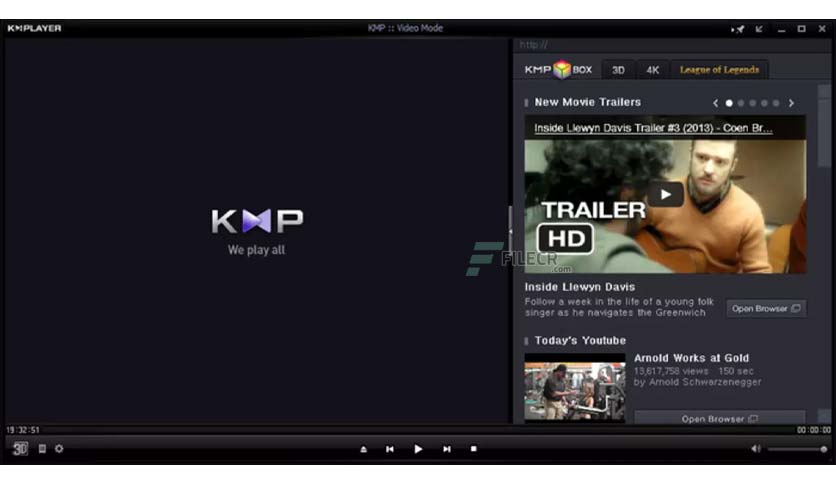 KMPLAYER
KMP :: Video Mode
http://
KMP BOX 3D 4K League of Legends
New Movie Trailers
Inside Llewyn Davis Trailer #3 (2013) - Coen Br...
TRAILER
HD
KMP
We play all
FILECR
.com
Inside Llewyn Davis
Follow a week in the life of a young folk
singer as he navigates the Greenwich
Open Browser
Today's Youtube
Arnold Works at Gold
13,617,758 views 150 sec
by Arnold Schwarzenegger
Open Browser
19:32:51
00:00:00
3D